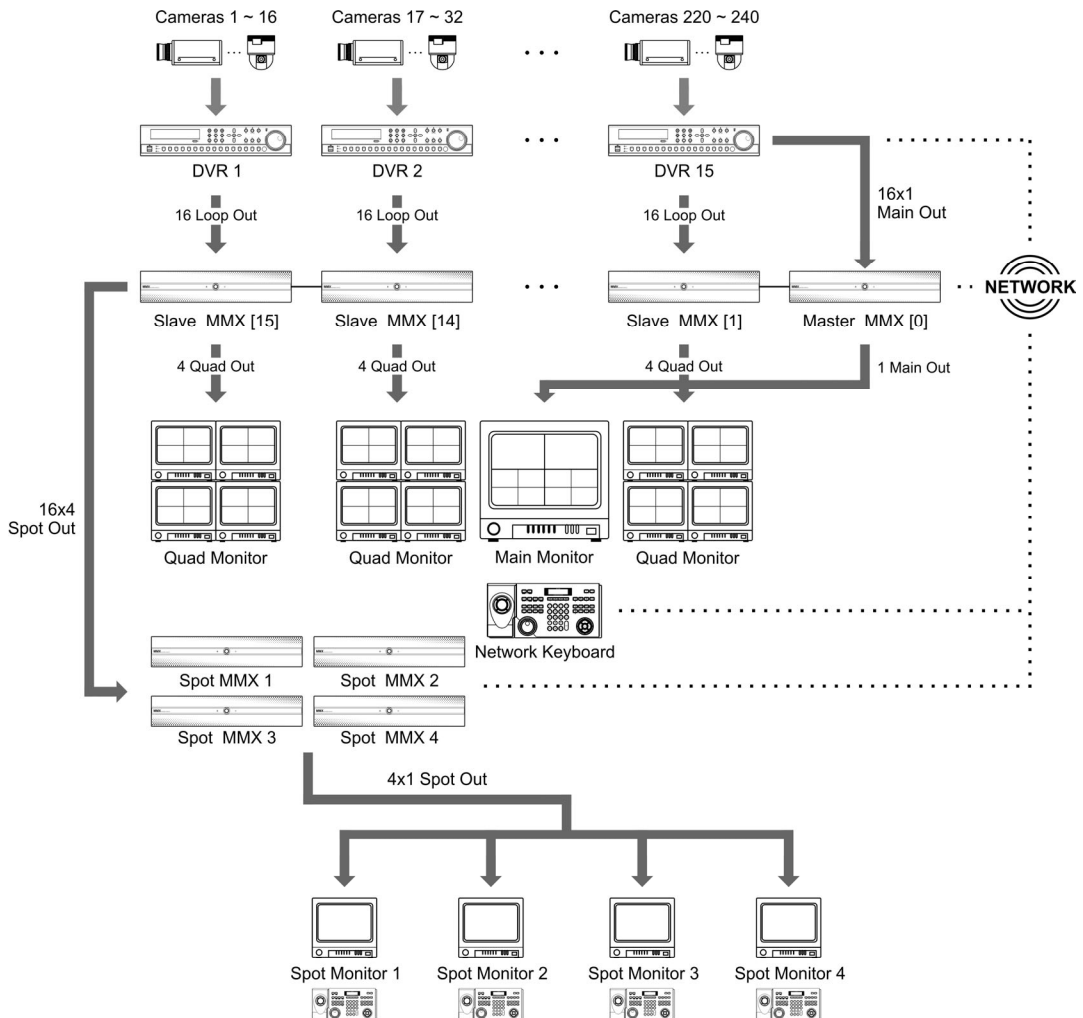 Cameras 1 ~ 16
Cameras 17 ~ 32
Cameras 220 ~ 240
DVR 1
DVR 2
DVR 15
16x1
Main Out
16 Loop Out
16 Loop Out
16 Loop Out
NETWORK
Slave MMX [15]
Slave MMX [14]
Slave MMX [1]
Master MMX [0]
4 Quad Out
4 Quad Out
4 Quad Out
1 Main Out
16x4
Spot Out
Quad Monitor
Quad Monitor
Main Monitor
Quad Monitor
Network Keyboard
Spot MMX 1
Spot MMX 2
Spot MMX 3
Spot MMX 4
4x1 Spot Out
Spot Monitor 1
Spot Monitor 2
Spot Monitor 3
Spot Monitor 4